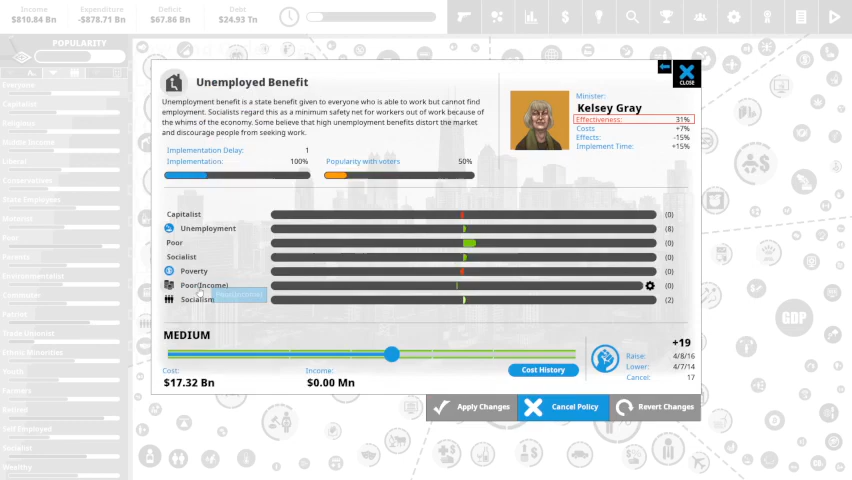 Income
$810.84 Bn
Expenditure
-$878.71 Bn
Deficit
$67.86 Bn
Debt
$24.93 Tn
POPULARITY
Everyone
Capitalist
Religious
Middle Income
Liberal
Conservatives
State Employees
Motorist
Poor
Parents
Environmentalist
Commuter
Patriot
Trade Unionist
Ethnic Minorities
Youth
Farmers
Retired
Self Employed
Socialist
Wealthy
CLOSE
Unemployed Benefit
Unemployment benefit is a state benefit given to everyone who is able to work but cannot find
employment. Socialists regard this as a minimum safety net for workers out of work because of
the whims of the economy. Some believe that high unemployment benefits distort the market
and discourage people from seeking work.
Minister:
Kelsey Gray
Effectiveness: 31%
Costs +7%
Effects: -15%
Implement Time: +15%
Implementation Delay: 1
Implementation: 100%
Popularity with voters 50%
Capitalist (0)
Unemployment (8)
Poor (0)
Socialist (0)
Poverty (0)
Poor(Income) (0)
Socialism (2)
MEDIUM
Cost:
$17.32 Bn
Income:
$0.00 Mn
Cost History
+19
Raise: 4/8/16
Lower: 4/7/14
Cancel: 17
Apply Changes
Cancel Policy
Revert Changes
GDP